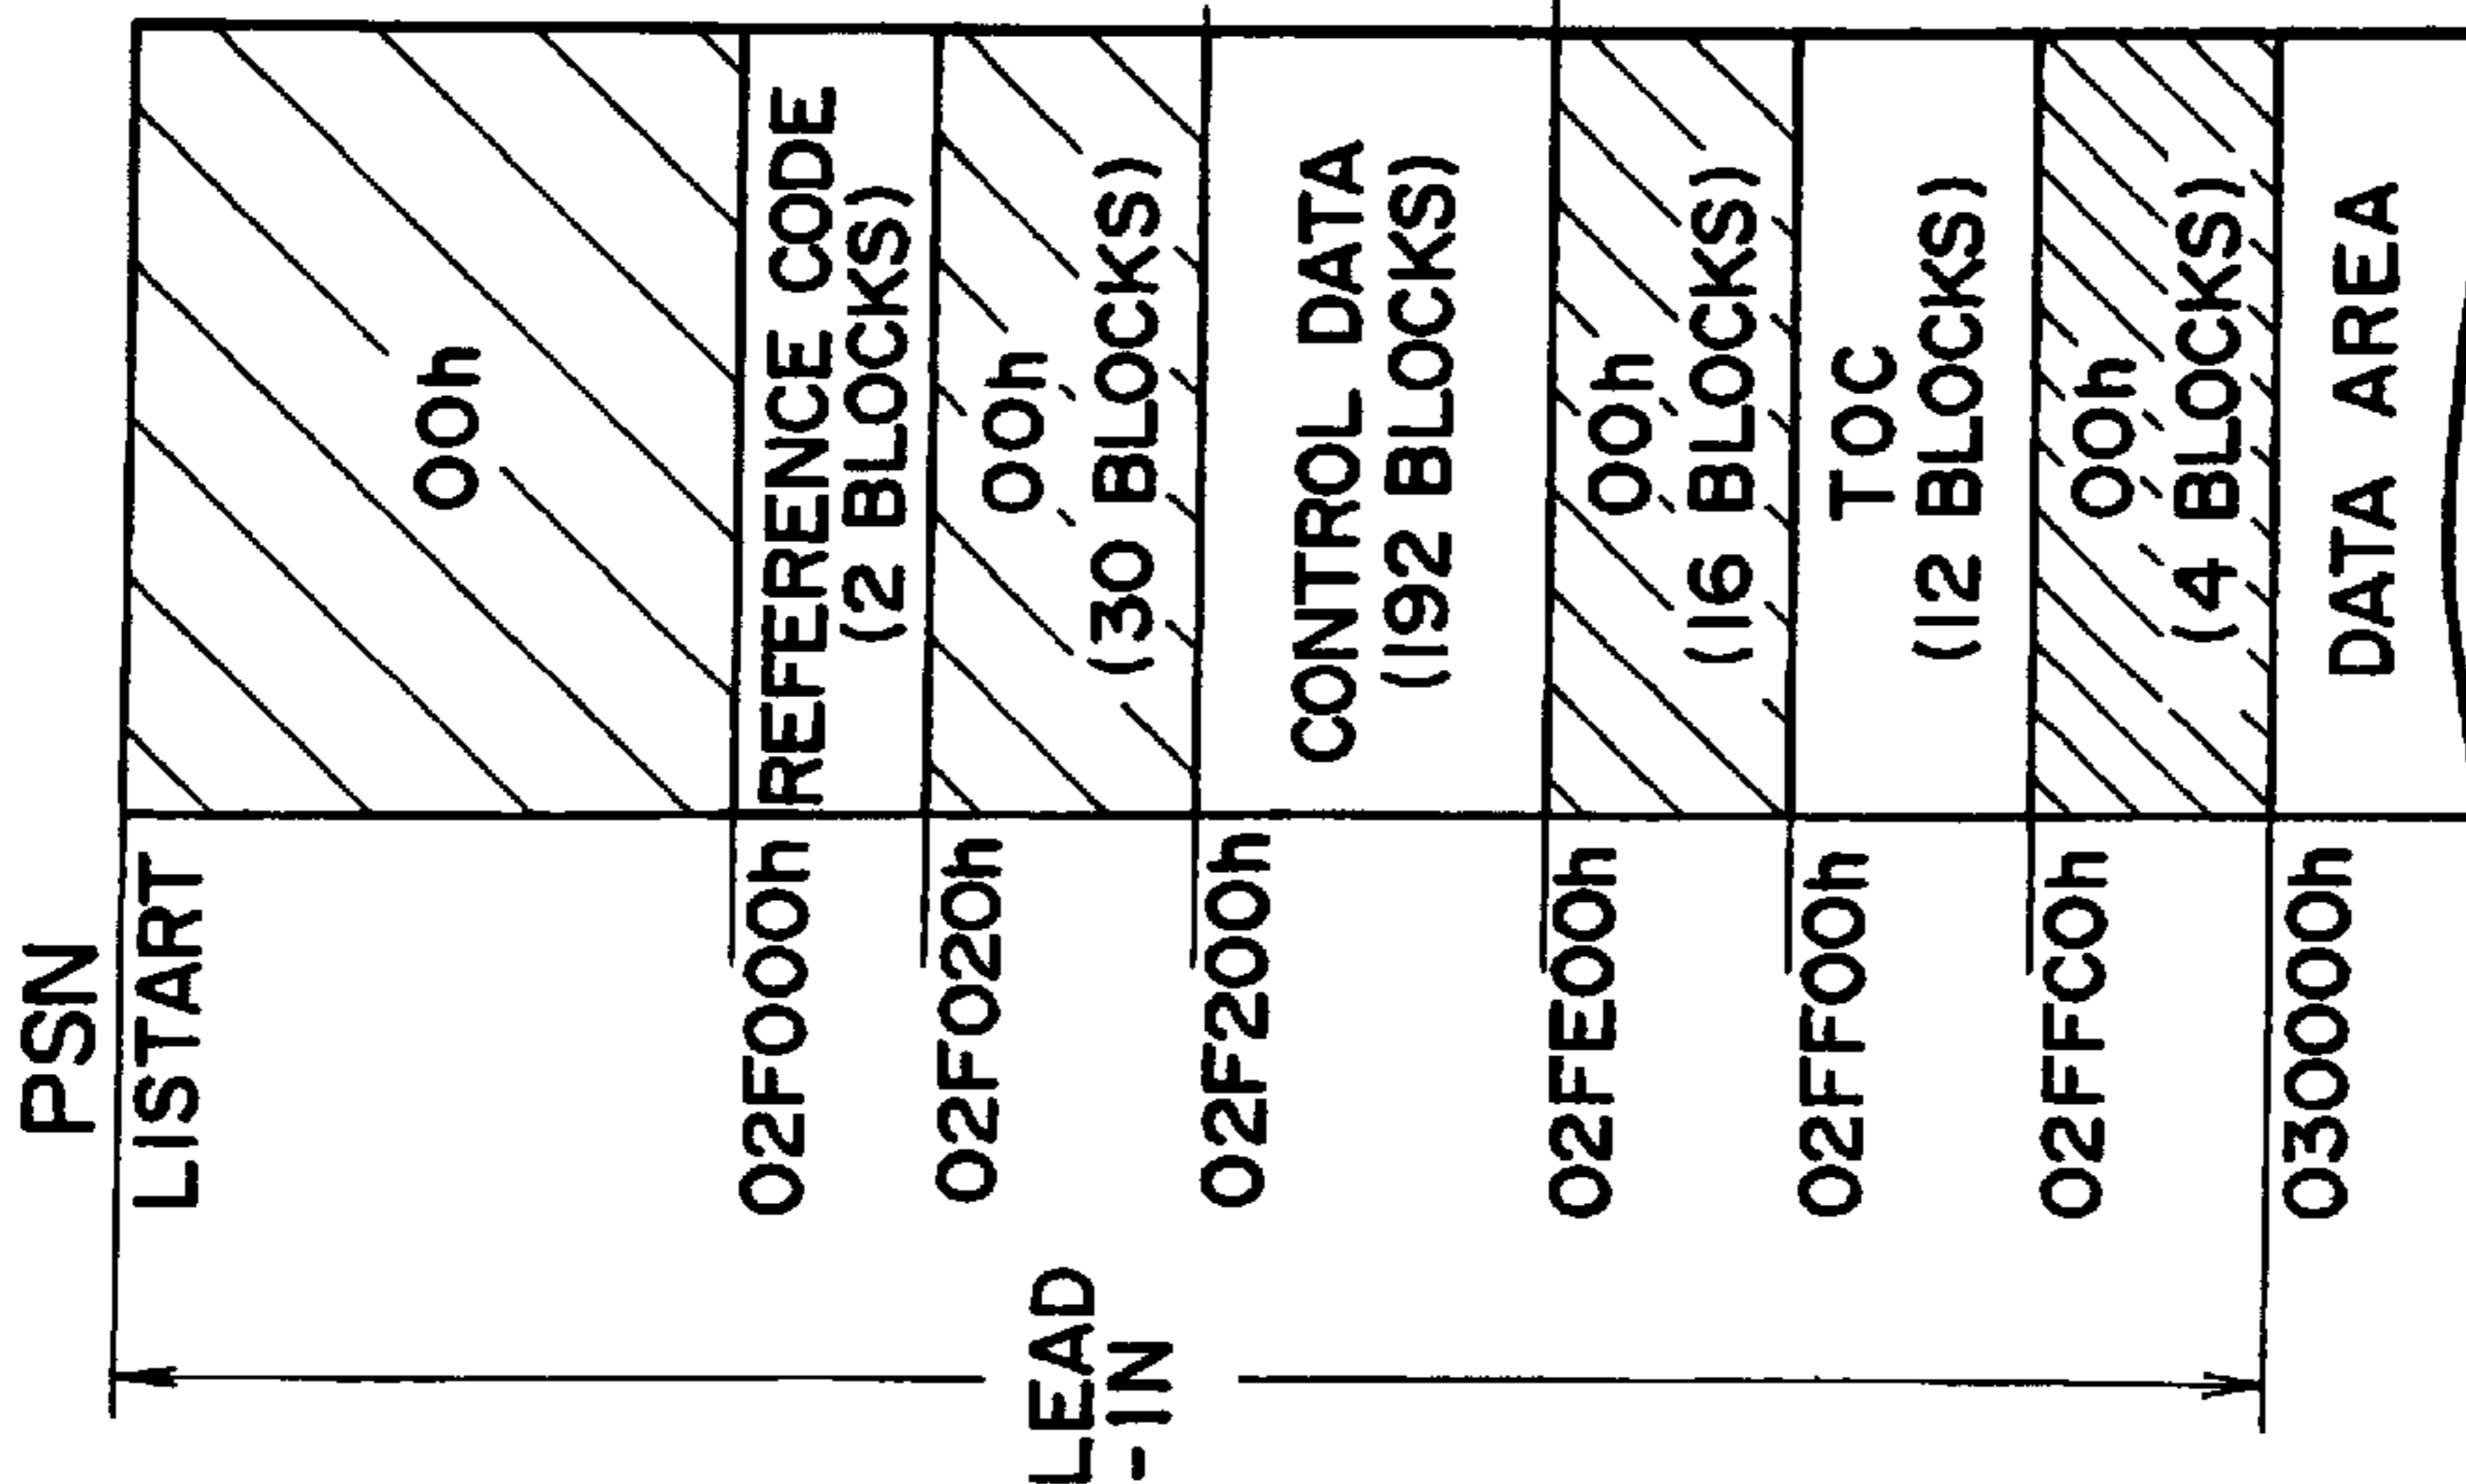 PSN
LISTART
00h
02F000h
REFERENCE CODE
(2 BLOCKS)
02F020h
00h
(30 BLOCKS)
LEAD
-IN
02F200h
CONTROL DATA
(192 BLOCKS)
02FE00h
00h
(16 BLOCKS)
02FF00h
TOC
(12 BLOCKS)
02FFC0h
00h
(4 BLOCKS)
030000h
DATA AREA